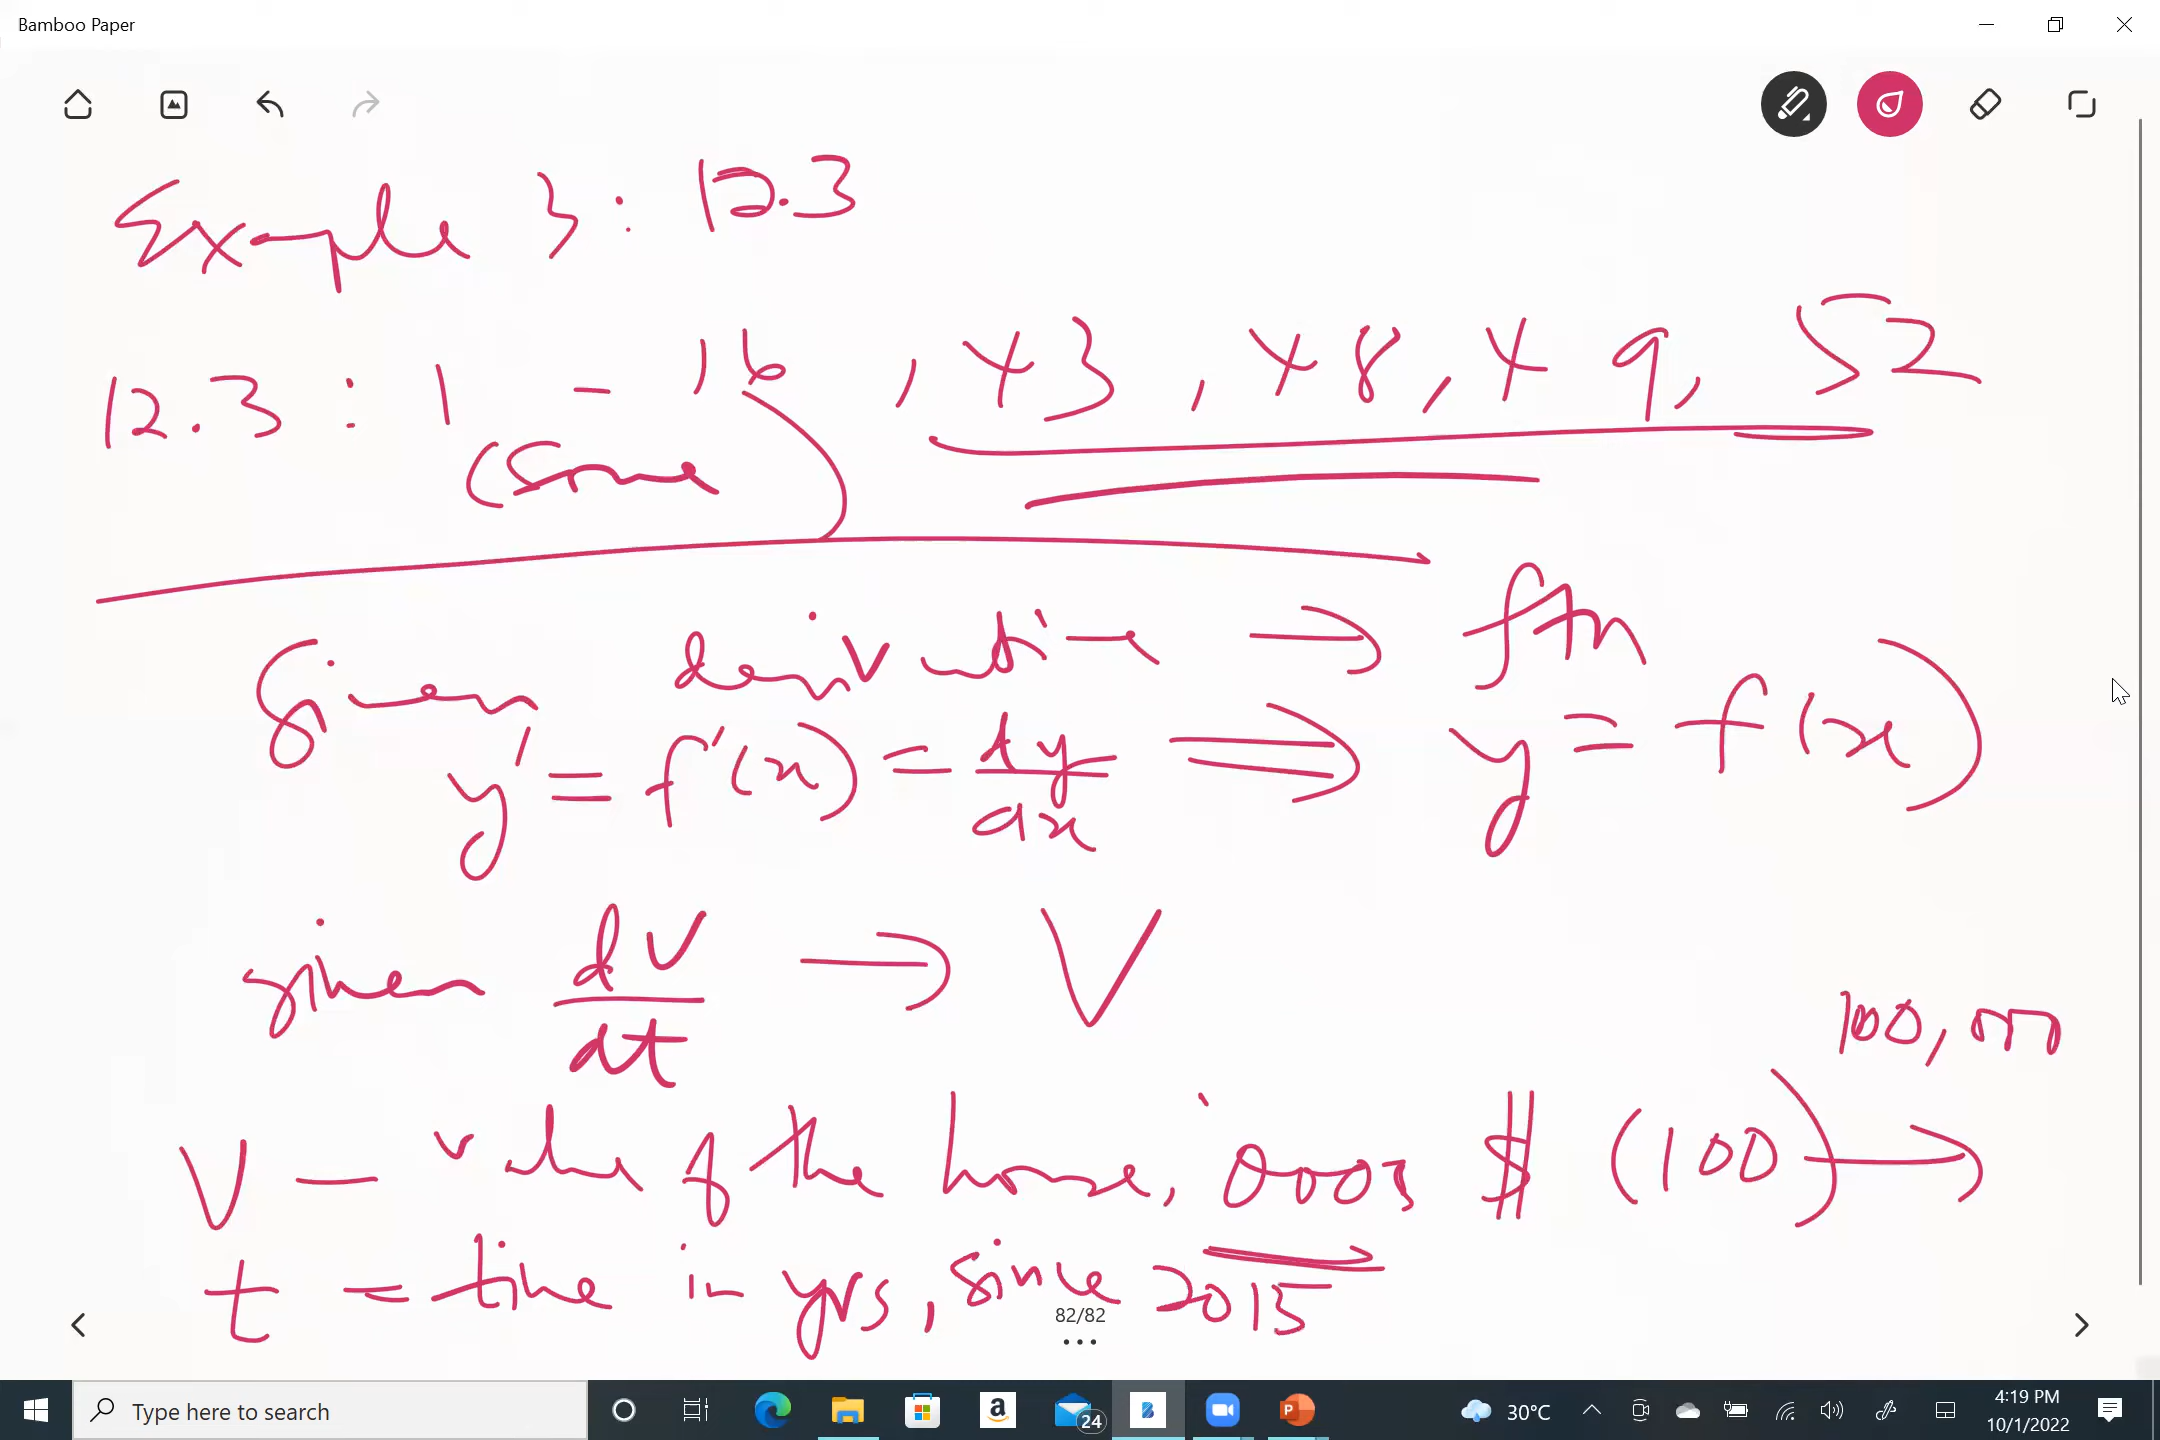 Bamboo Paper
Example 3 : 12.3
12.3 : 1 - 16 , 43 , 48 , 49 , 52
(some)
Given derivative → ftn
y' = f'(x) = dy/dx ⇒ y = f(x)
given dV/dt → V
100,000
V — value of the home, 000s $ (100) →
t = time in yrs, since 2015
82/82
Type here to search
24
30°C
4:19 PM
10/1/2022